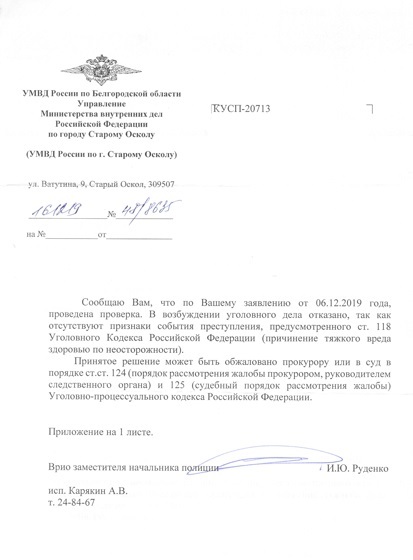 УМВД России по Белгородской области
Управление
Министерства внутренних дел
Российской Федерации
по городу Старому Осколу
(УМВД России по г. Старому Осколу)
ул. Ватутина, 9, Старый Оскол, 309507
161219 № 48/8635
на №____________от_______________
КУСП-20713
Сообщаю Вам, что по Вашему заявлению от 06.12.2019 года,
проведена проверка. В возбуждении уголовного дела отказано, так как
отсутствуют признаки события преступления, предусмотренного ст. 118
Уголовного Кодекса Российской Федерации (причинение тяжкого вреда
здоровью по неосторожности).
Принятое решение может быть обжаловано прокурору или в суд в
порядке ст.ст. 124 (порядок рассмотрения жалобы прокурором, руководителем
следственного органа) и 125 (судебный порядок рассмотрения жалобы)
Уголовно-процессуального кодекса Российской Федерации.
Приложение на 1 листе.
Врио заместителя начальника полиции И.Ю. Руденко
исп. Карякин А.В.
т. 24-84-67